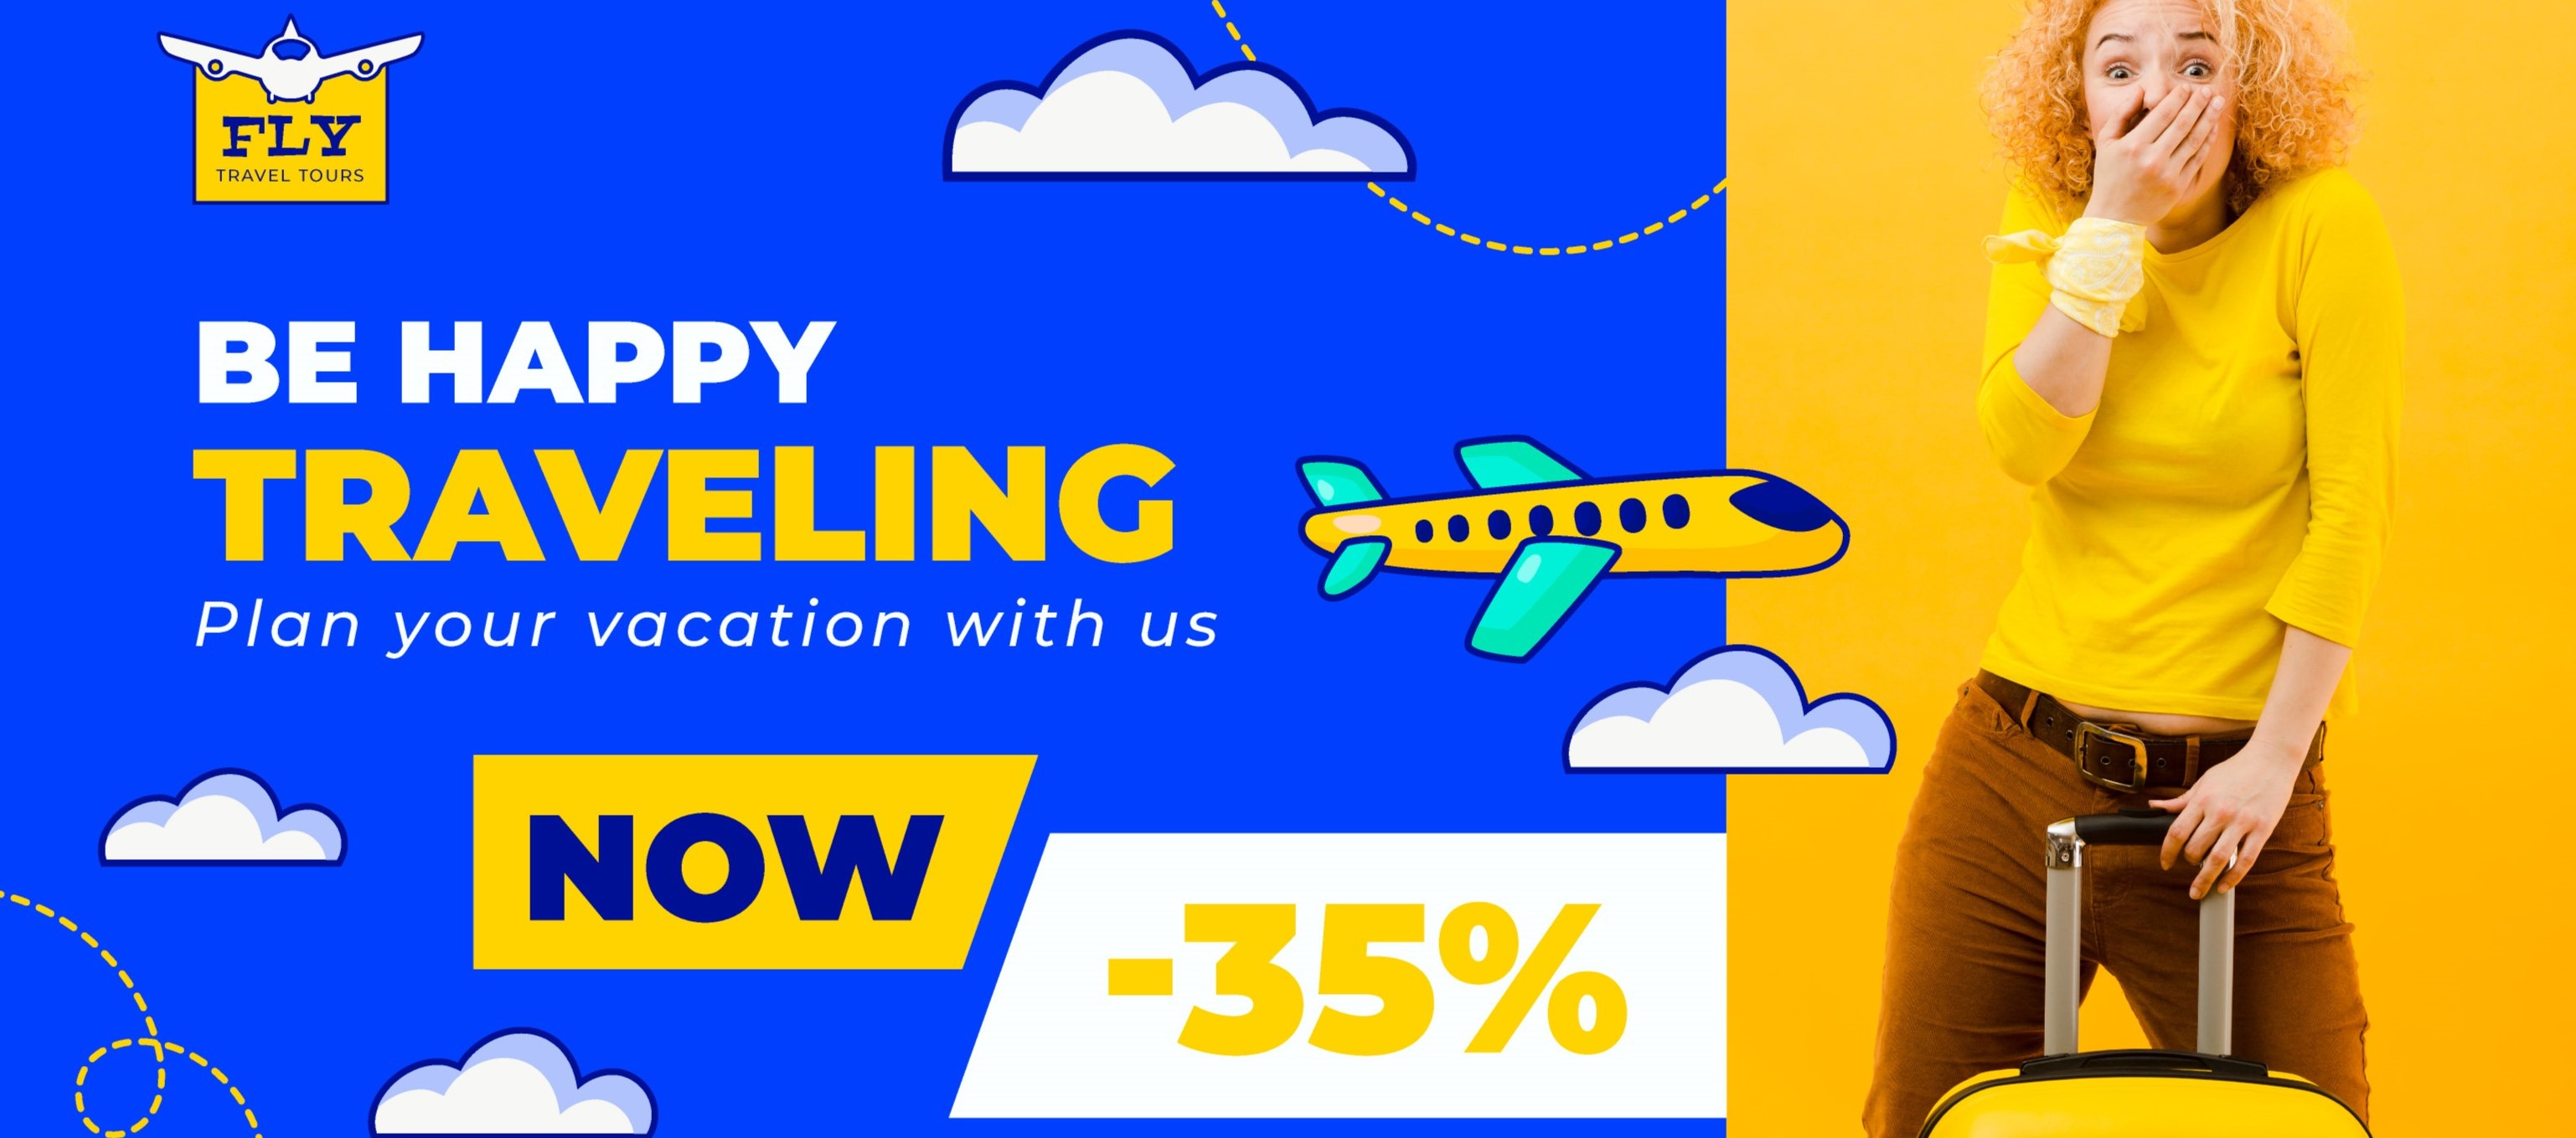 FLY
TRAVEL TOURS
BE HAPPY
TRAVELING
Plan your vacation with us
NOW
-35%